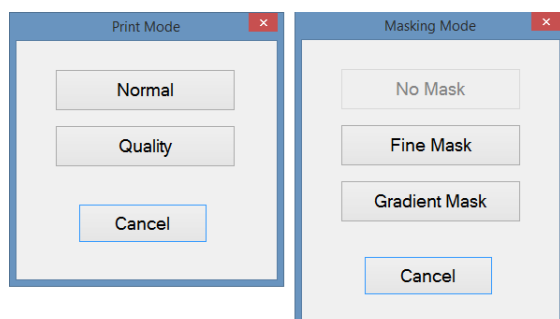 Print Mode
Normal
Quality
Cancel
Masking Mode
No Mask
Fine Mask
Gradient Mask
Cancel